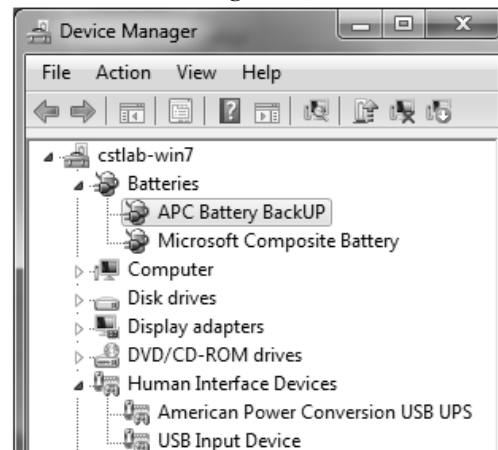 Device Manager
File Action View Help
cstlab-win7
Batteries
APC Battery BackUP
Microsoft Composite Battery
Computer
Disk drives
Display adapters
DVD/CD-ROM drives
Human Interface Devices
American Power Conversion USB UPS
USB Input Device